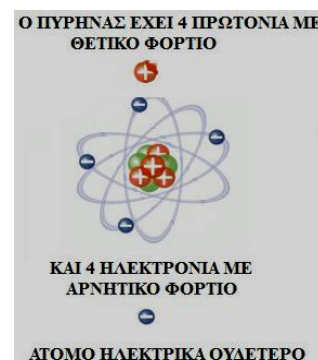 Ο ΠΥΡΗΝΑΣ ΕΧΕΙ 4 ΠΡΩΤΟΝΙΑ ΜΕ
ΘΕΤΙΚΟ ΦΟΡΤΙΟ
ΚΑΙ 4 ΗΛΕΚΤΡΟΝΙΑ ΜΕ
ΑΡΝΗΤΙΚΟ ΦΟΡΤΙΟ
ΑΤΟΜΟ ΗΛΕΚΤΡΙΚΑ ΟΥΔΕΤΕΡΟ